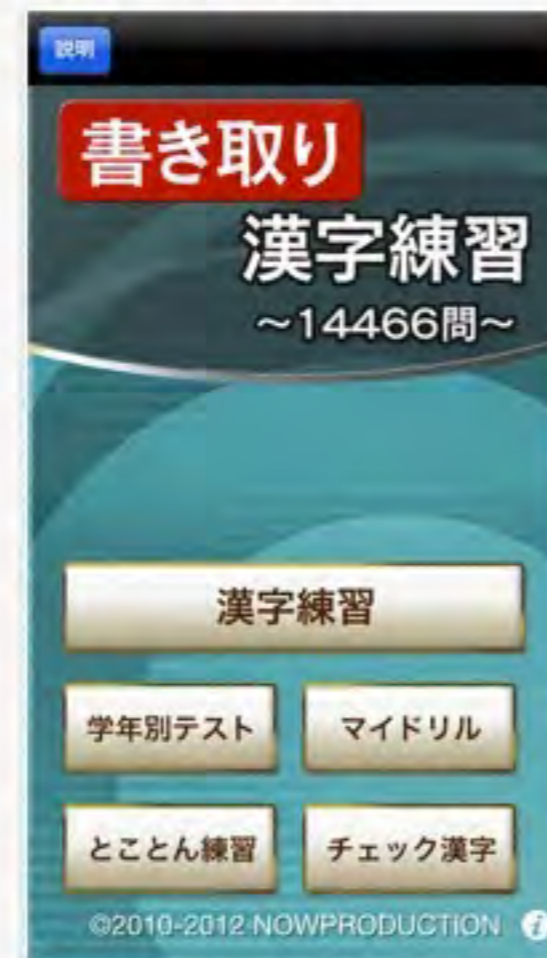 説明
書き取り
漢字練習
〜14466問〜
漢字練習
学年別テスト
マイドリル
とことん練習
チェック漢字
©2010-2012 NOWPRODUCTION
i